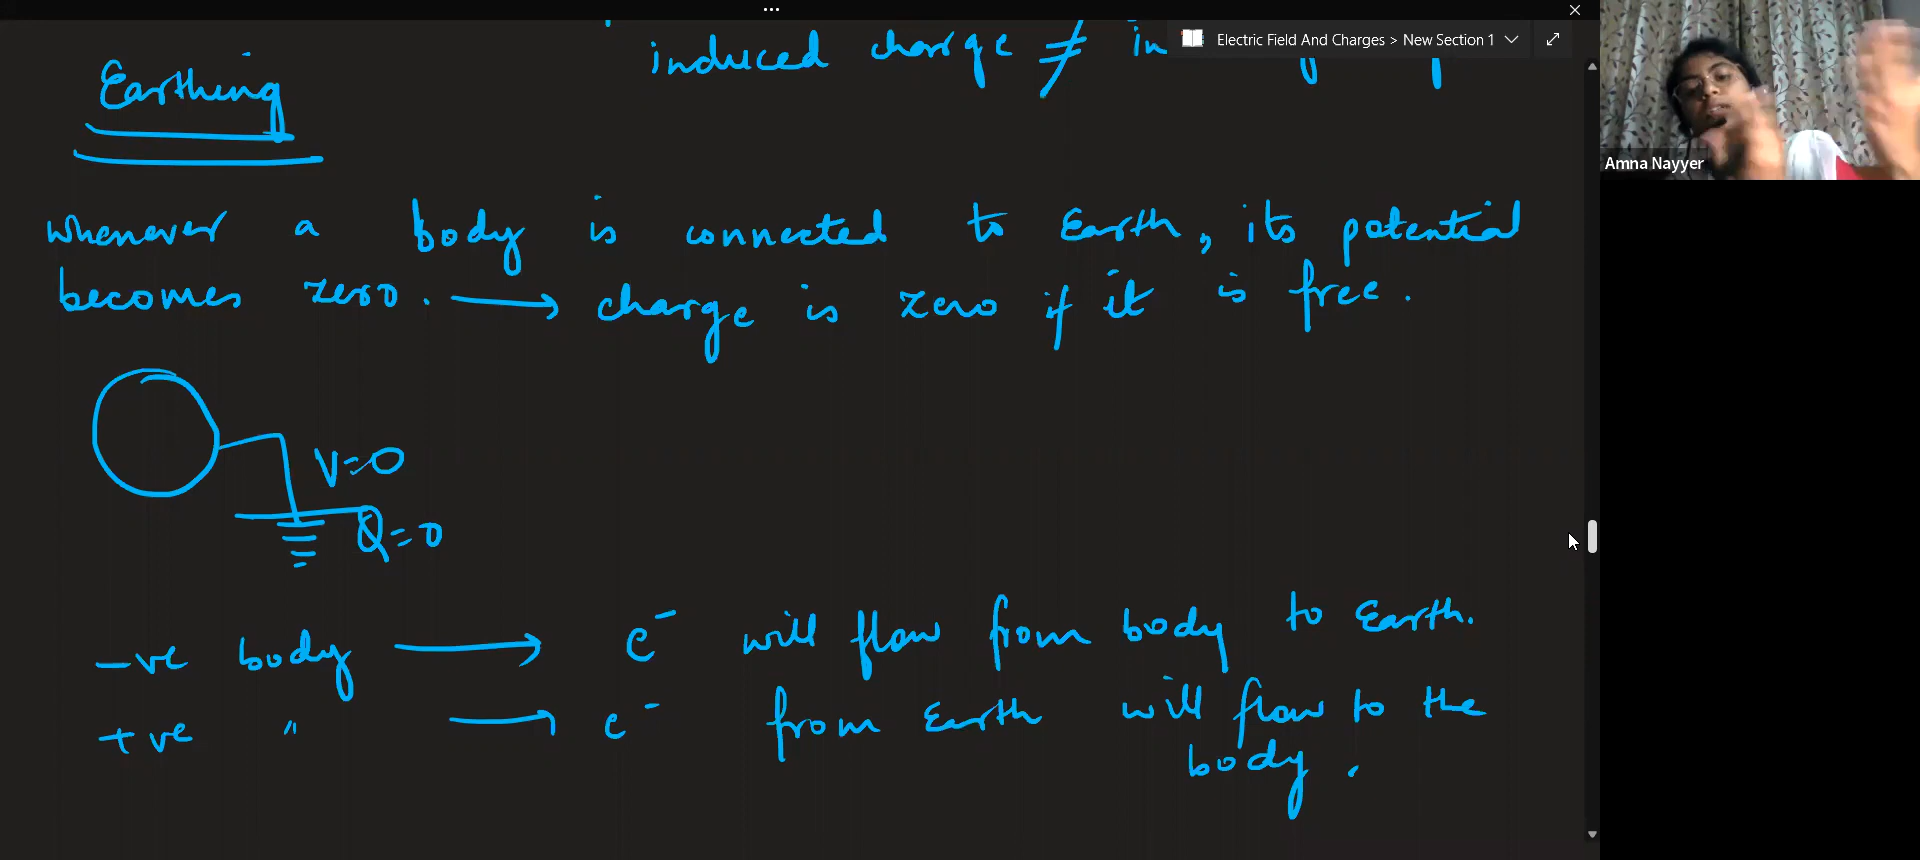 induced charge ≠ in
Electric Field And Charges > New Section 1
Earthing
Amna Nayyer
whenever a body is connected to Earth, its potential
becomes zero. → charge is zero if it is free.
V=0
Q=0
-ve body → e⁻ will flow from body to Earth.
+ve " → e⁻ from Earth will flow to the
body.